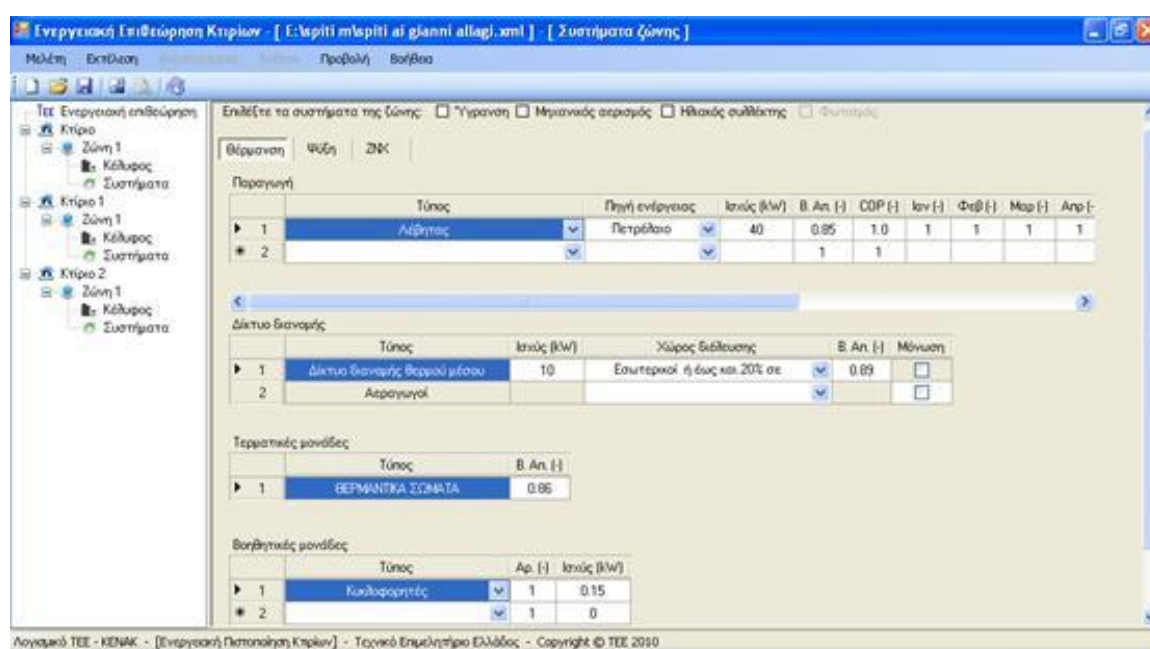 Ενεργειακή Επιθεώρηση Κτιρίων - [ E:\spiti m\spiti ai gianni allagi.xml ] - [ Συστήματα ζώνης ]
Μελέτη Εκτέλεση Προβολή Βοήθεια
ΤΕΕ Ενεργειακή επιθεώρηση
Κτίριο
Ζώνη 1
Κέλυφος
Συστήματα
Κτίριο 1
Ζώνη 1
Κέλυφος
Συστήματα
Κτίριο 2
Ζώνη 1
Κέλυφος
Συστήματα
Επιλέξτε τα συστήματα της ζώνης: Ύγρανση Μηχανικός αερισμός Ηλιακός συλλέκτης Φωτισμός
Θέρμανση Ψύξη ΖΝΧ
Παραγωγή
Τύπος Πηγή ενέργειας Ισχύς (kW) Β. Απ. (-) COP (-) Ιαν (-) Φεβ (-) Μαρ (-) Απρ (-
1 Λέβητας Πετρέλαιο 40 0.85 1.0 1 1 1 1
2 1 1
Δίκτυο διανομής
Τύπος Ισχύς (kW) Χώρος διέλευσης Β. Απ. (-) Μόνωση
1 Δίκτυο διανομής θερμού μέσου 10 Εσωτερικοί ή έως και 20% σε 0.89
2 Αεραγωγοί
Τερματικές μονάδες
Τύπος Β. Απ. (-)
1 ΘΕΡΜΑΝΤΙΚΑ ΣΩΜΑΤΑ 0.86
Βοηθητικές μονάδες
Τύπος Αρ. (-) Ισχύς (kW)
1 Κυκλοφορητές 1 0.15
2 1 0
Λογισμικό ΤΕΕ - KENAK - [Ενεργειακή Πιστοποίηση Κτιρίων] - Τεχνικό Επιμελητήριο Ελλάδος - Copyright © ΤΕΕ 2010